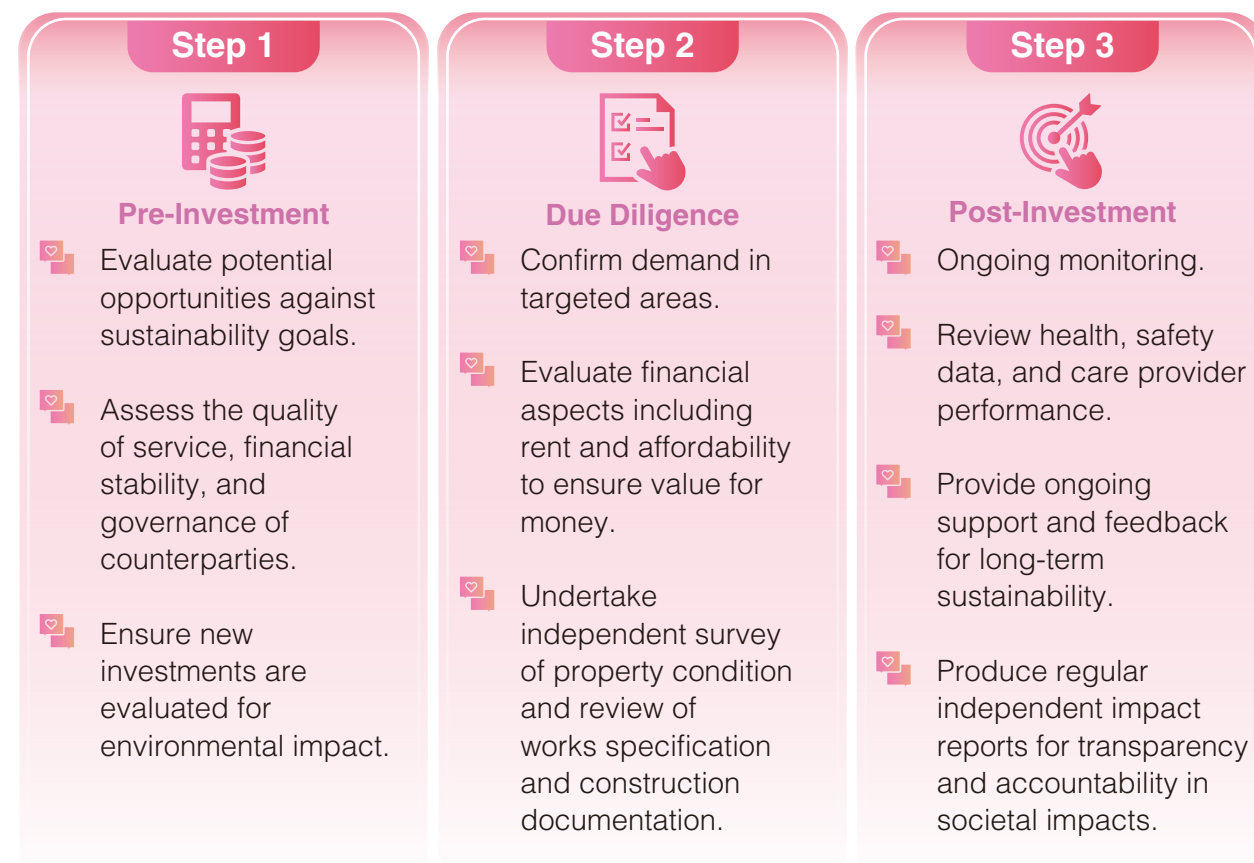 Step 1
Pre-Investment
Evaluate potential
opportunities against
sustainability goals.
Assess the quality
of service, financial
stability, and
governance of
counterparties.
Ensure new
investments are
evaluated for
environmental impact.
Step 2
Due Diligence
Confirm demand in
targeted areas.
Evaluate financial
aspects including
rent and affordability
to ensure value for
money.
Undertake
independent survey
of property condition
and review of
works specification
and construction
documentation.
Step 3
Post-Investment
Ongoing monitoring.
Review health, safety
data, and care provider
performance.
Provide ongoing
support and feedback
for long-term
sustainability.
Produce regular
independent impact
reports for transparency
and accountability in
societal impacts.